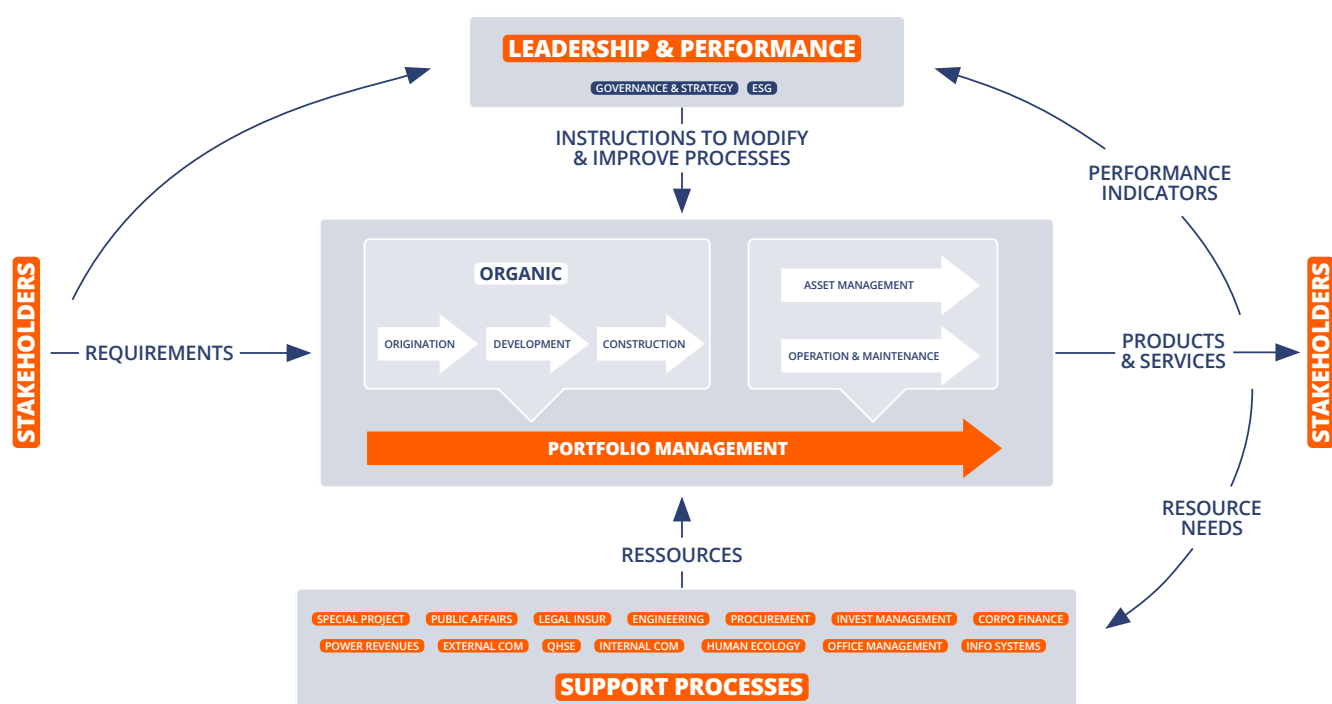 LEADERSHIP & PERFORMANCE
GOVERNANCE & STRATEGY ESG
INSTRUCTIONS TO MODIFY
& IMPROVE PROCESSES
PERFORMANCE
INDICATORS
STAKEHOLDERS
REQUIREMENTS
ORGANIC
ORIGINATION DEVELOPMENT CONSTRUCTION
ASSET MANAGEMENT
OPERATION & MAINTENANCE
PORTFOLIO MANAGEMENT
PRODUCTS
& SERVICES
STAKEHOLDERS
RESOURCE
NEEDS
RESSOURCES
SPECIAL PROJECT PUBLIC AFFAIRS LEGAL INSUR ENGINEERING PROCUREMENT INVEST MANAGEMENT CORPO FINANCE
POWER REVENUES EXTERNAL COM QHSE INTERNAL COM HUMAN ECOLOGY OFFICE MANAGEMENT INFO SYSTEMS
SUPPORT PROCESSES